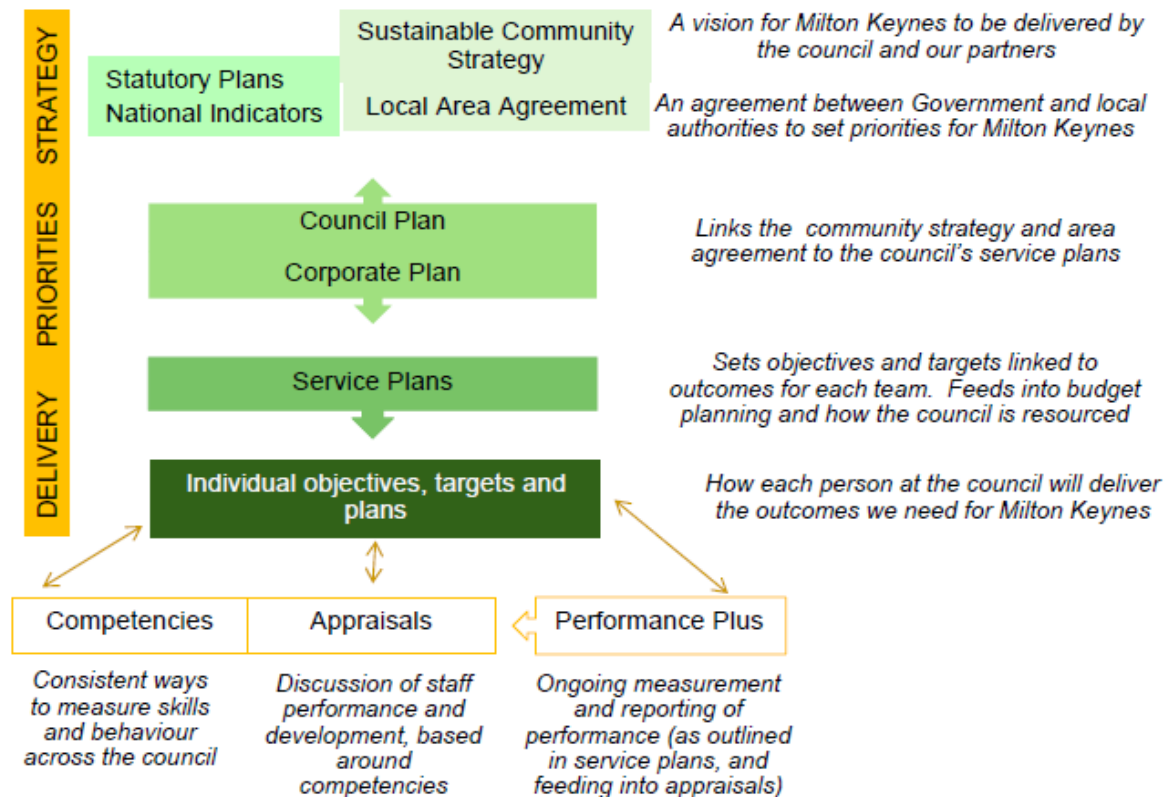 STRATEGY
PRIORITIES
DELIVERY
Statutory Plans
National Indicators
Sustainable Community
Strategy
Local Area Agreement
A vision for Milton Keynes to be delivered by
the council and our partners
An agreement between Government and local
authorities to set priorities for Milton Keynes
Council Plan
Corporate Plan
Links the community strategy and area
agreement to the council's service plans
Service Plans
Sets objectives and targets linked to
outcomes for each team. Feeds into budget
planning and how the council is resourced
Individual objectives, targets and
plans
How each person at the council will deliver
the outcomes we need for Milton Keynes
Competencies
Appraisals
Performance Plus
Consistent ways
to measure skills
and behaviour
across the council
Discussion of staff
performance and
development, based
around
competencies
Ongoing measurement
and reporting of
performance (as outlined
in service plans, and
feeding into appraisals)